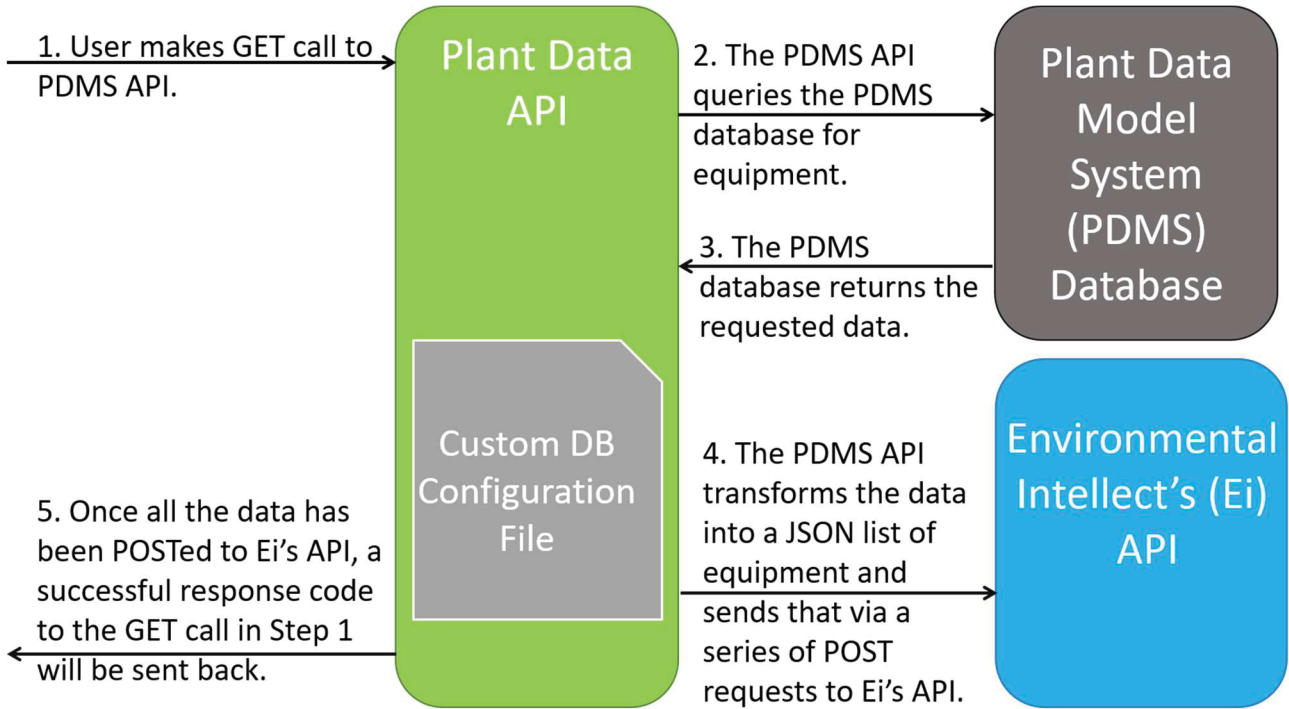 1. User makes GET call to
PDMS API.
Plant Data
API
2. The PDMS API
queries the PDMS
database for
equipment.
Plant Data
Model
System
(PDMS)
Database
3. The PDMS
database returns the
requested data.
Custom DB
Configuration
File
4. The PDMS API
transforms the data
into a JSON list of
equipment and
sends that via a
series of POST
requests to Ei's API.
Environmental
Intellect's (Ei)
API
5. Once all the data has
been POSTed to Ei's API, a
successful response code
to the GET call in Step 1
will be sent back.